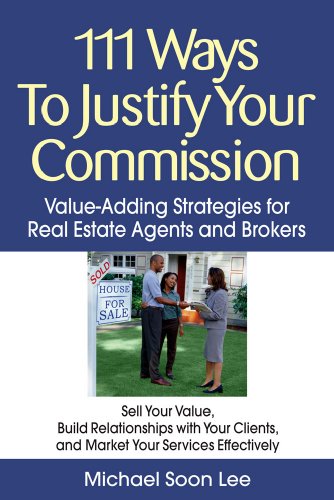 111 Ways
To Justify Your
Commission
Value-Adding Strategies for
Real Estate Agents and Brokers
SOLD
HOUSE
FOR
SALE
Sell Your Value,
Build Relationships with Your Clients,
and Market Your Services Effectively
Michael Soon Lee